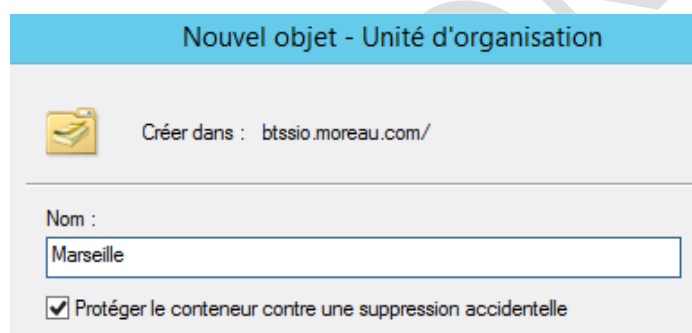 Nouvel objet - Unité d'organisation
Créer dans : btssio.moreau.com/
Nom :
Marseille
Protéger le conteneur contre une suppression accidentelle